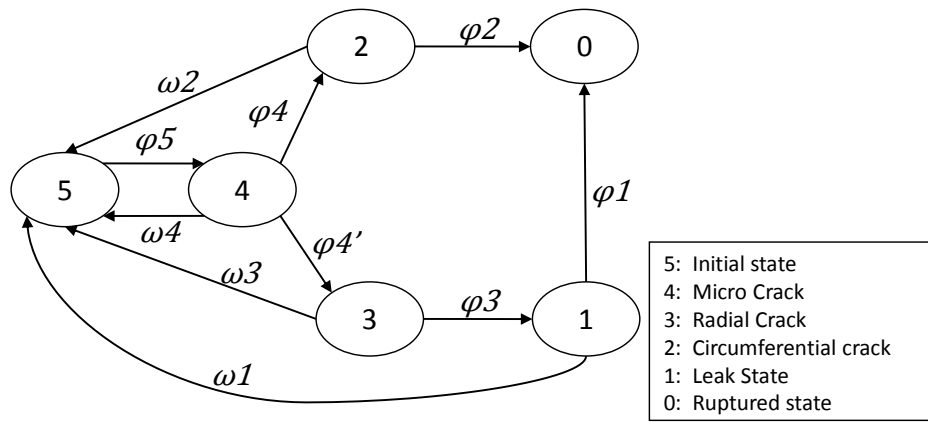 2
φ2
0
ω2
φ4
φ5
5
4
φ1
ω4
φ4’
ω3
3
φ3
1
ω1
5: Initial state
4: Micro Crack
3: Radial Crack
2: Circumferential crack
1: Leak State
0: Ruptured state